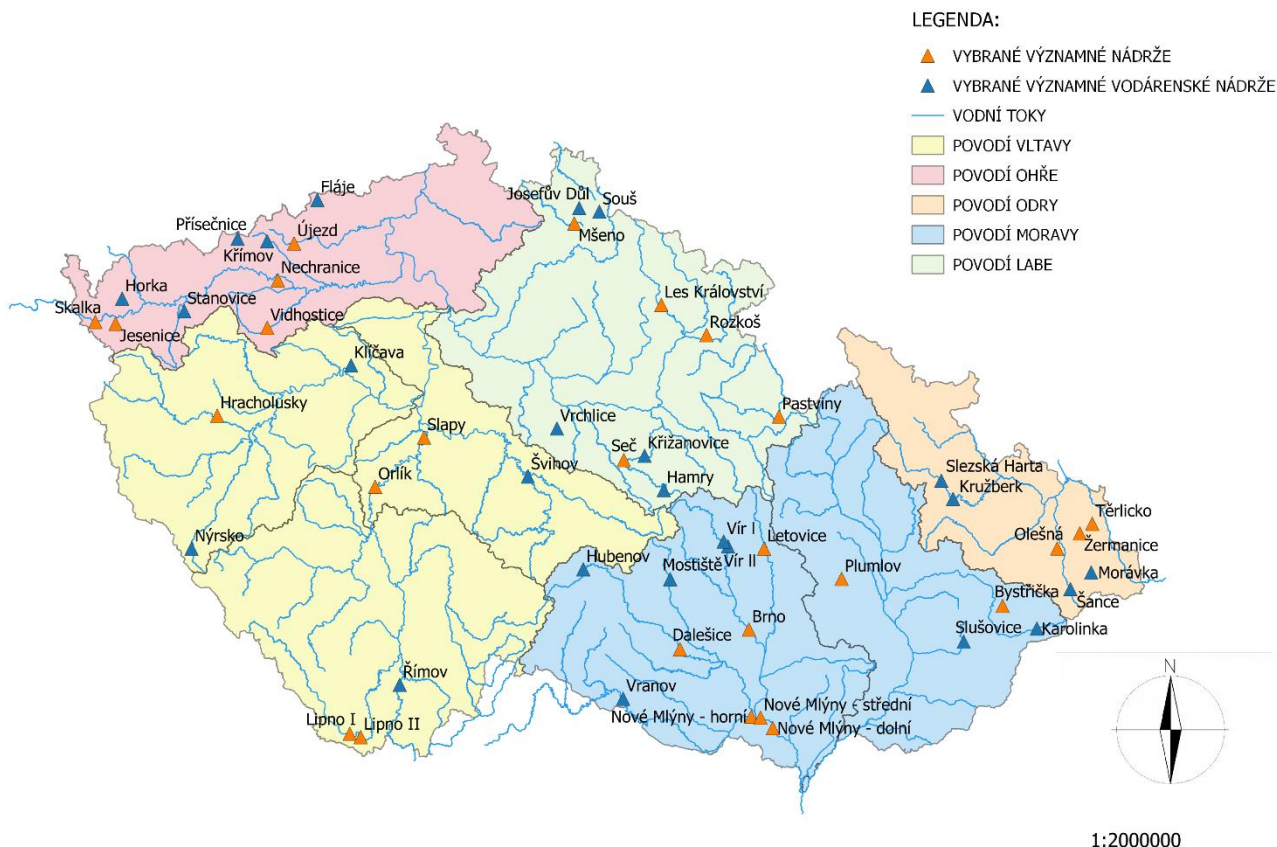 LEGENDA:
VYBRANÉ VÝZNAMNÉ NÁDRŽE
VYBRANÉ VÝZNAMNÉ VODÁRENSKÉ NÁDRŽE
VODNÍ TOKY
POVODÍ VLTAVY
POVODÍ OHŘE
POVODÍ ODRY
POVODÍ MORAVY
POVODÍ LABE
Fláje
Josefův Důl
Souš
Přísečnice
Újezd
Mšeno
Křímov
Nechranice
Horka
Stanovice
Les Království
Skalka
Jesenice
Vidhostice
Rozkoš
Klíčava
Hracholusky
Slapy
Vrchlice
Pastviny
Seč
Křižanovice
Orlík
Švihov
Hamry
Slezská Harta
Kružberk
Těrlicko
Olešná
Žermanice
Nýrsko
Hubenov
Vír I
Letovice
Vír II
Mostiště
Plumlov
Morávka
Šance
Bystřička
Brno
Slušovice
Karolinka
Dalešice
Římov
Vranov
Lipno I
Lipno II
Nové Mlýny - horní
Nové Mlýny - střední
Nové Mlýny - dolní
N
1:2000000